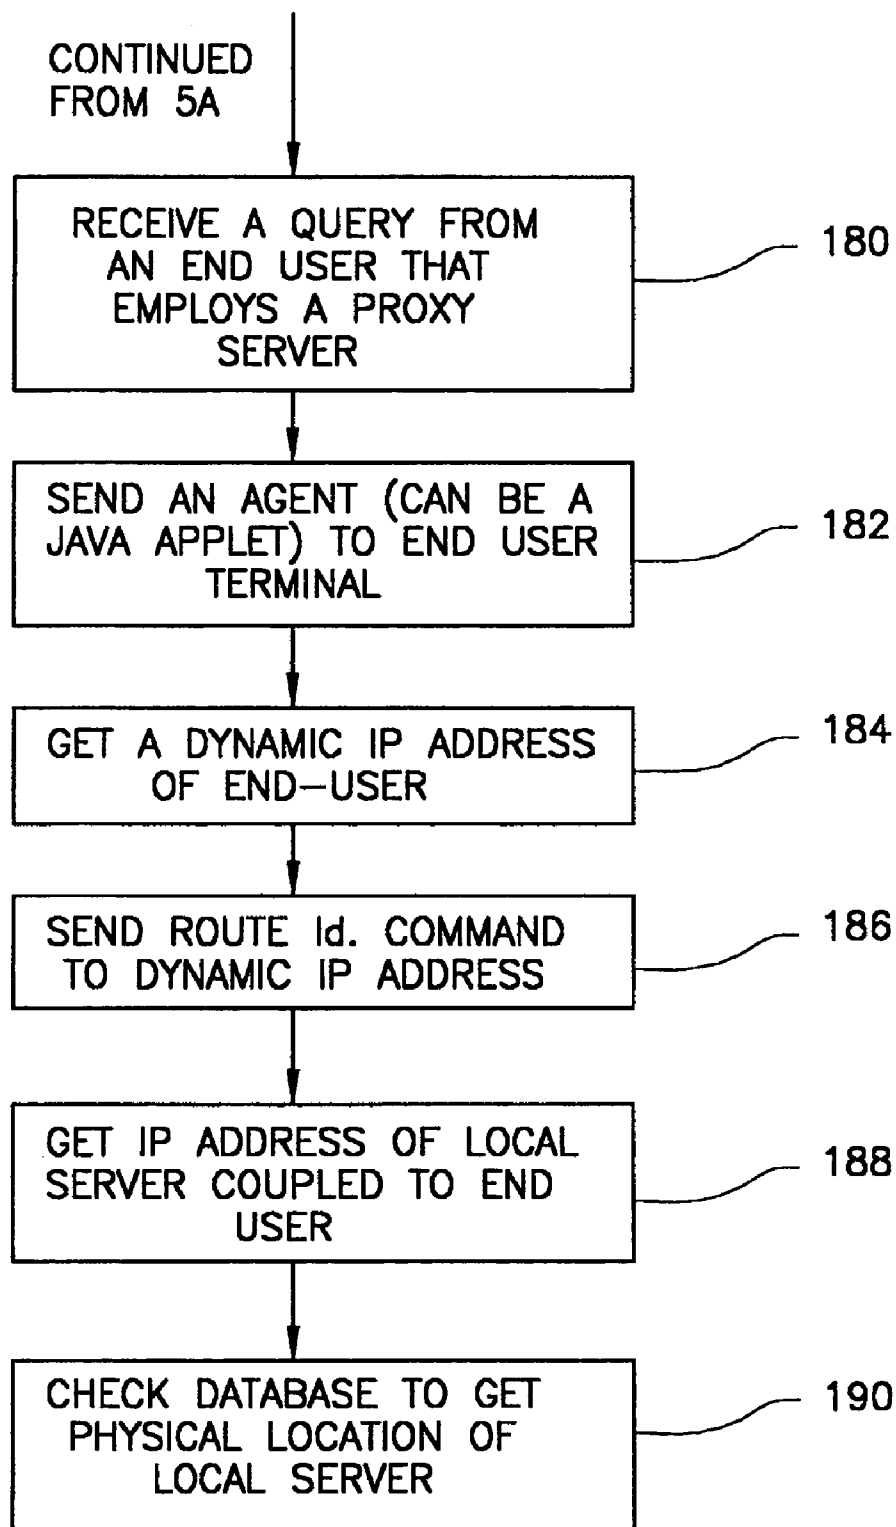 CONTINUED
FROM 5A
RECEIVE A QUERY FROM
AN END USER THAT
EMPLOYS A PROXY
SERVER
180
SEND AN AGENT (CAN BE A
JAVA APPLET) TO END USER
TERMINAL
182
GET A DYNAMIC IP ADDRESS
OF END-USER
184
SEND ROUTE Id. COMMAND
TO DYNAMIC IP ADDRESS
186
GET IP ADDRESS OF LOCAL
SERVER COUPLED TO END
USER
188
CHECK DATABASE TO GET
PHYSICAL LOCATION OF
LOCAL SERVER
190